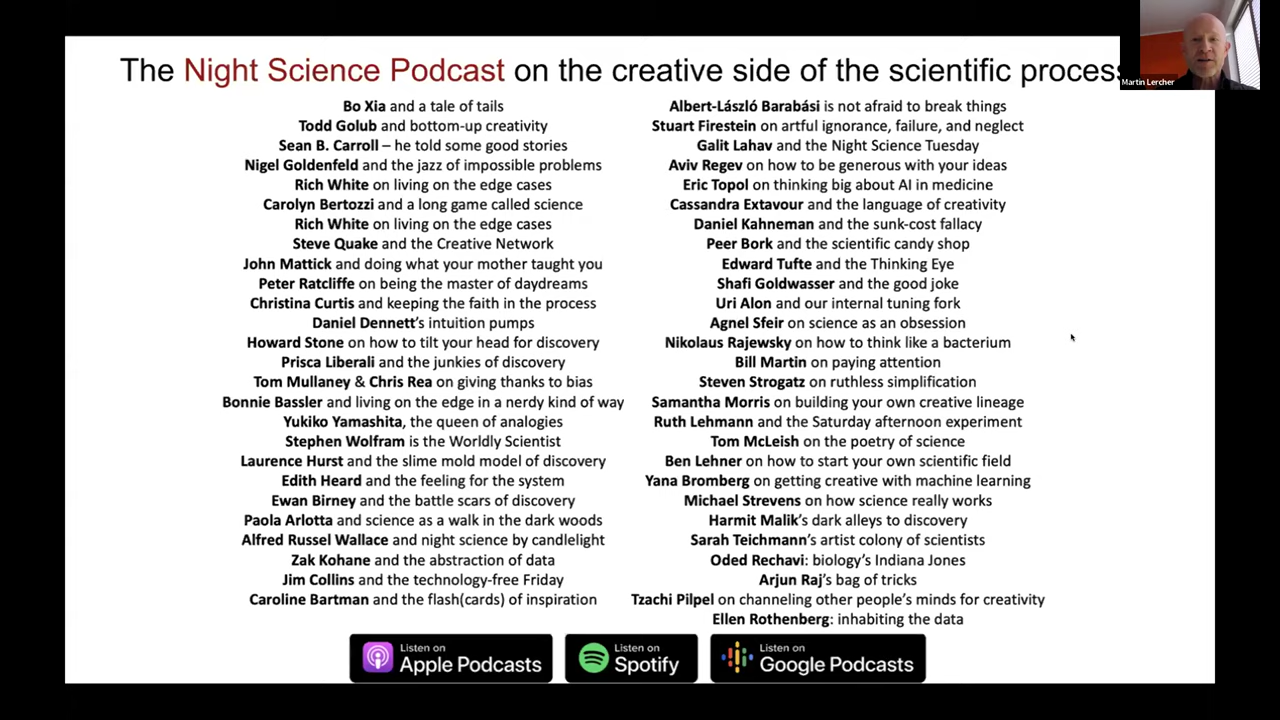 The Night Science Podcast on the creative side of the scientific process
Martin Lercher
Bo Xia and a tale of tails
Todd Golub and bottom-up creativity
Sean B. Carroll – he told some good stories
Nigel Goldenfeld and the jazz of impossible problems
Rich White on living on the edge cases
Carolyn Bertozzi and a long game called science
Rich White on living on the edge cases
Steve Quake and the Creative Network
John Mattick and doing what your mother taught you
Peter Ratcliffe on being the master of daydreams
Christina Curtis and keeping the faith in the process
Daniel Dennett's intuition pumps
Howard Stone on how to tilt your head for discovery
Prisca Liberali and the junkies of discovery
Tom Mullaney & Chris Rea on giving thanks to bias
Bonnie Bassler and living on the edge in a nerdy kind of way
Yukiko Yamashita, the queen of analogies
Stephen Wolfram is the Worldly Scientist
Laurence Hurst and the slime mold model of discovery
Edith Heard and the feeling for the system
Ewan Birney and the battle scars of discovery
Paola Arlotta and science as a walk in the dark woods
Alfred Russel Wallace and night science by candlelight
Zak Kohane and the abstraction of data
Jim Collins and the technology-free Friday
Caroline Bartman and the flash(cards) of inspiration
Albert-László Barabási is not afraid to break things
Stuart Firestein on artful ignorance, failure, and neglect
Galit Lahav and the Night Science Tuesday
Aviv Regev on how to be generous with your ideas
Eric Topol on thinking big about AI in medicine
Cassandra Extavour and the language of creativity
Daniel Kahneman and the sunk-cost fallacy
Peer Bork and the scientific candy shop
Edward Tufte and the Thinking Eye
Shafi Goldwasser and the good joke
Uri Alon and our internal tuning fork
Agnel Sfeir on science as an obsession
Nikolaus Rajewsky on how to think like a bacterium
Bill Martin on paying attention
Steven Strogatz on ruthless simplification
Samantha Morris on building your own creative lineage
Ruth Lehmann and the Saturday afternoon experiment
Tom McLeish on the poetry of science
Ben Lehner on how to start your own scientific field
Yana Bromberg on getting creative with machine learning
Michael Strevens on how science really works
Harmit Malik's dark alleys to discovery
Sarah Teichmann's artist colony of scientists
Oded Rechavi: biology's Indiana Jones
Arjun Raj's bag of tricks
Tzachi Pilpel on channeling other people's minds for creativity
Ellen Rothenberg: inhabiting the data
Listen on
Apple Podcasts
Listen on
Spotify
Listen on
Google Podcasts